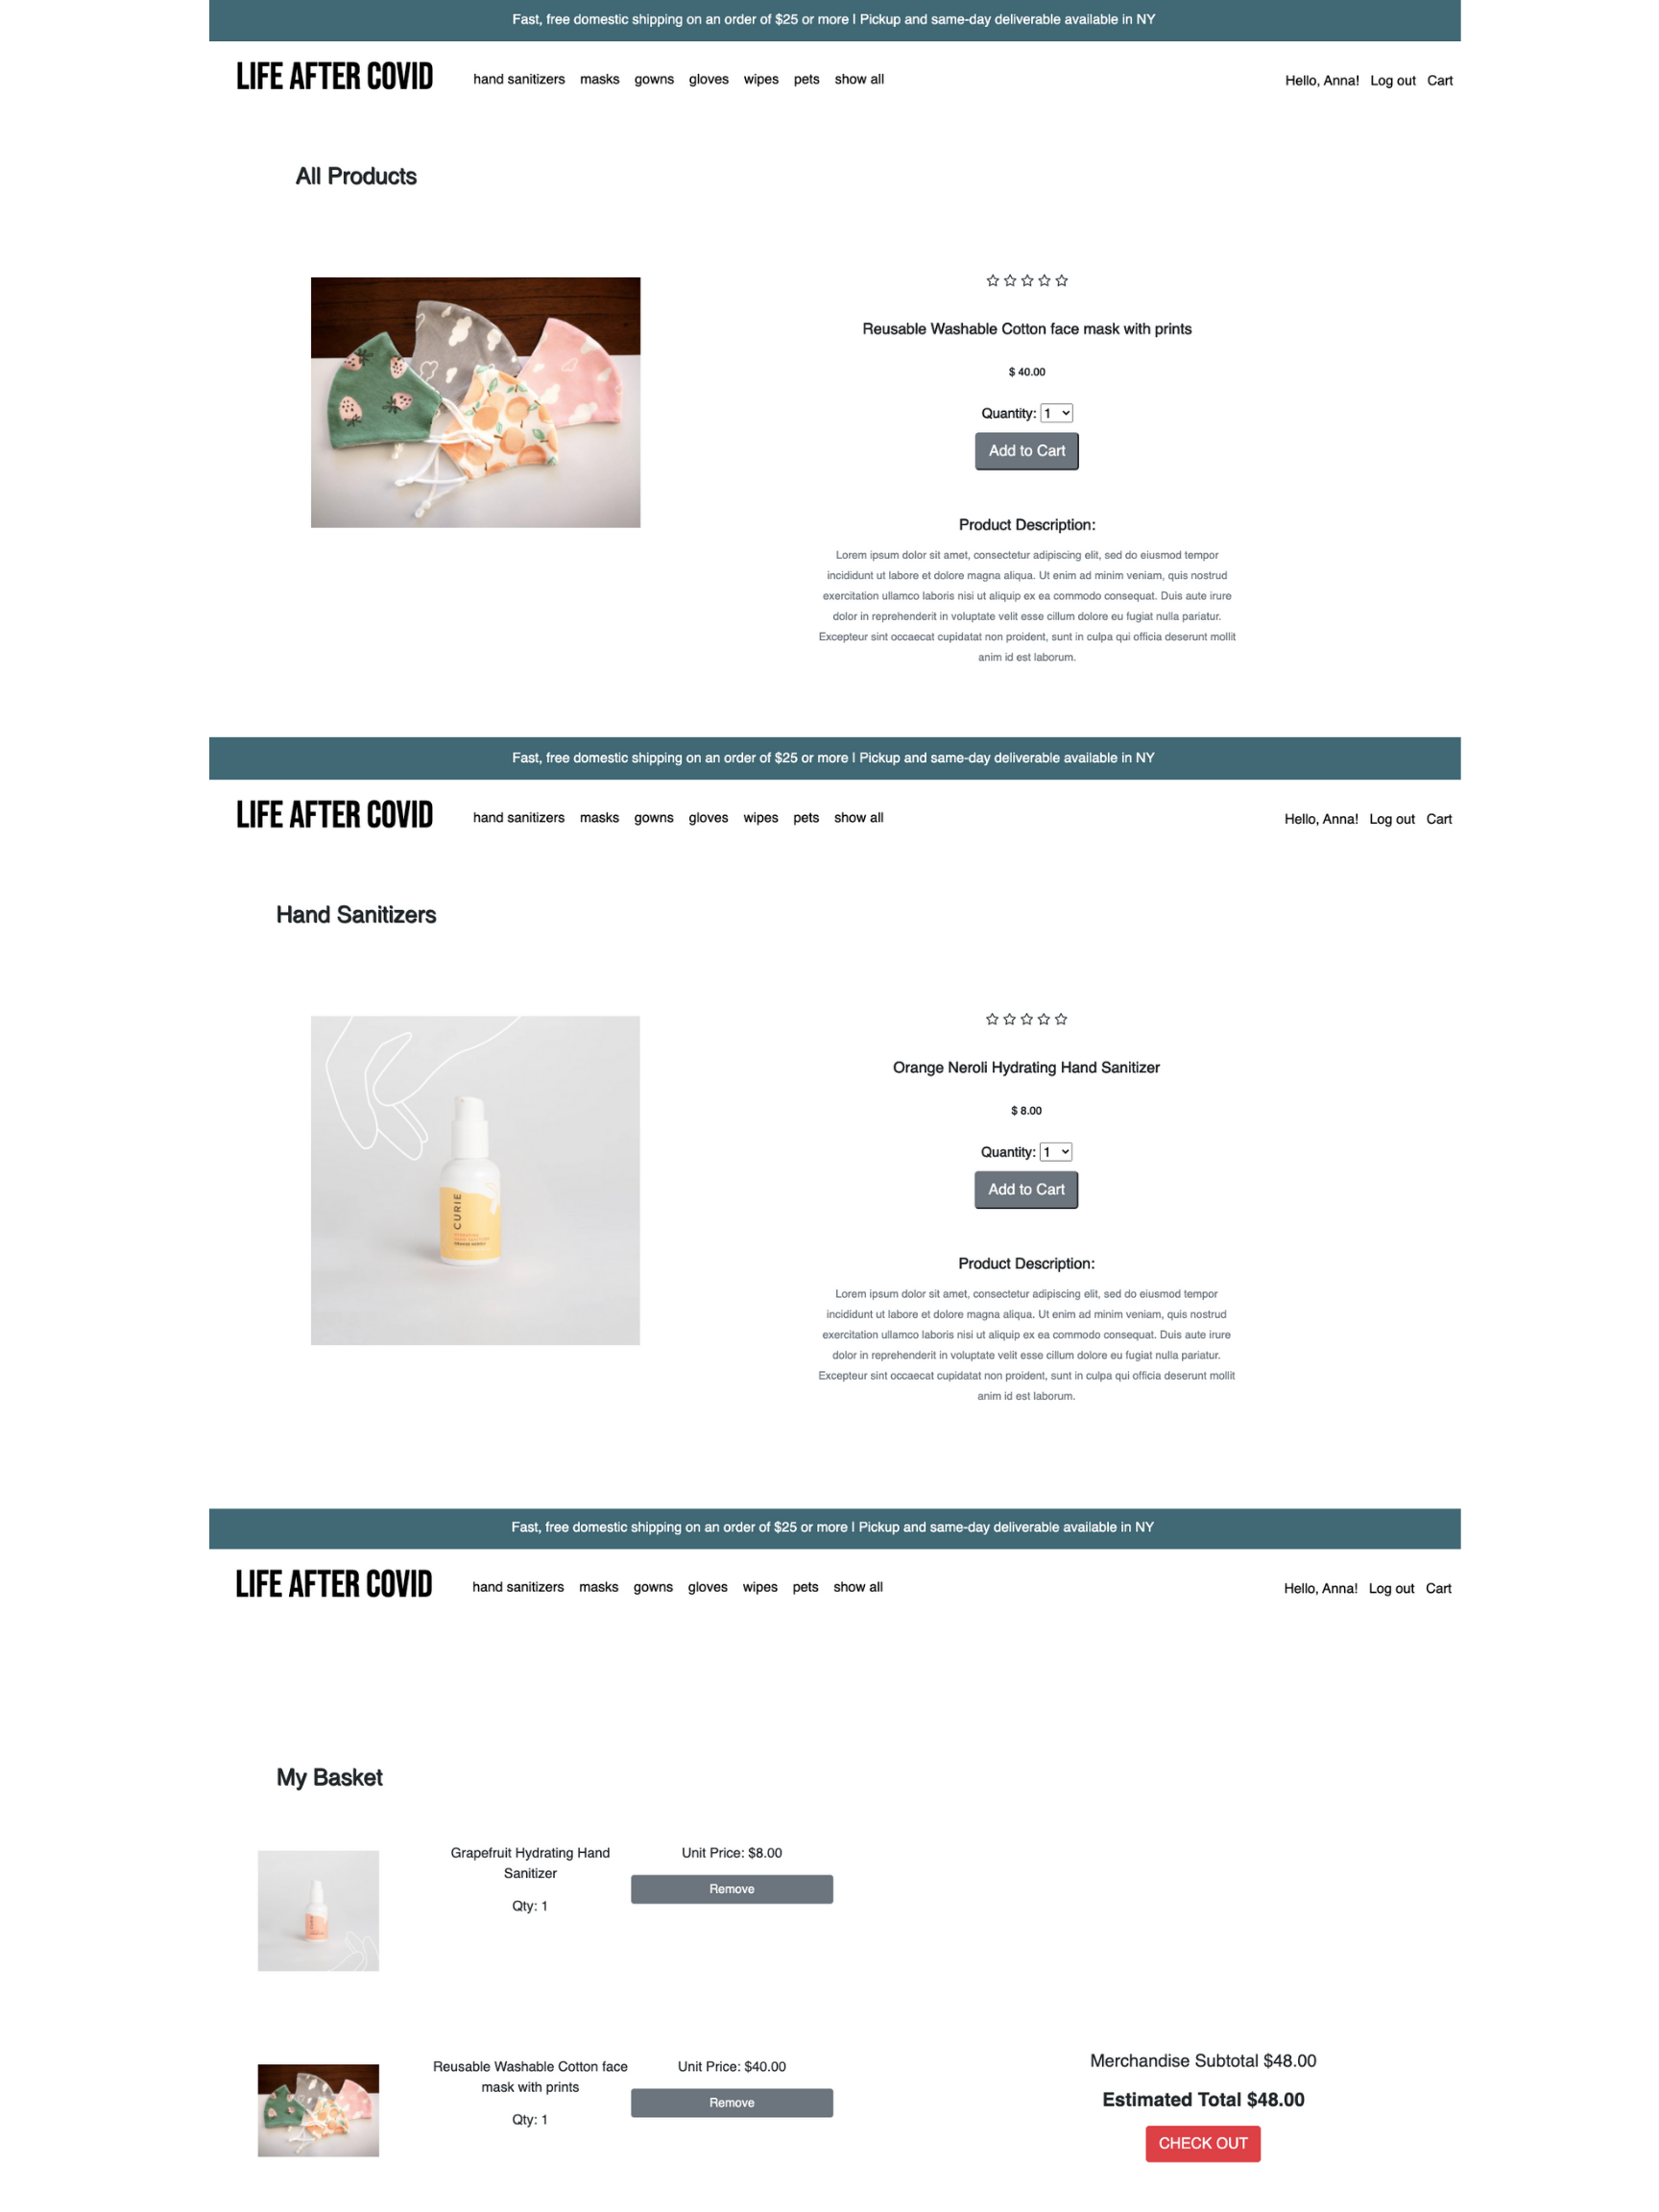 Fast, free domestic shipping on an order of $25 or more | Pickup and same-day deliverable available in NY
LIFE AFTER COVID hand sanitizers masks gowns gloves wipes pets show all Hello, Anna! Log out Cart
All Products
Reusable Washable Cotton face mask with prints
$ 40.00
Quantity: 1
Add to Cart
Product Description:
Lorem ipsum dolor sit amet, consectetur adipiscing elit, sed do eiusmod tempor
incididunt ut labore et dolore magna aliqua. Ut enim ad minim veniam, quis nostrud
exercitation ullamco laboris nisi ut aliquip ex ea commodo consequat. Duis aute irure
dolor in reprehenderit in voluptate velit esse cillum dolore eu fugiat nulla pariatur.
Excepteur sint occaecat cupidatat non proident, sunt in culpa qui officia deserunt mollit
anim id est laborum.
Fast, free domestic shipping on an order of $25 or more | Pickup and same-day deliverable available in NY
LIFE AFTER COVID hand sanitizers masks gowns gloves wipes pets show all Hello, Anna! Log out Cart
Hand Sanitizers
CURIE
Orange Neroli Hydrating Hand Sanitizer
$ 8.00
Quantity: 1
Add to Cart
Product Description:
Lorem ipsum dolor sit amet, consectetur adipiscing elit, sed do eiusmod tempor
incididunt ut labore et dolore magna aliqua. Ut enim ad minim veniam, quis nostrud
exercitation ullamco laboris nisi ut aliquip ex ea commodo consequat. Duis aute irure
dolor in reprehenderit in voluptate velit esse cillum dolore eu fugiat nulla pariatur.
Excepteur sint occaecat cupidatat non proident, sunt in culpa qui officia deserunt mollit
anim id est laborum.
Fast, free domestic shipping on an order of $25 or more | Pickup and same-day deliverable available in NY
LIFE AFTER COVID hand sanitizers masks gowns gloves wipes pets show all Hello, Anna! Log out Cart
My Basket
Grapefruit Hydrating Hand
Sanitizer
Qty: 1
Unit Price: $8.00
Remove
Reusable Washable Cotton face
mask with prints
Qty: 1
Unit Price: $40.00
Remove
Merchandise Subtotal $48.00
Estimated Total $48.00
CHECK OUT